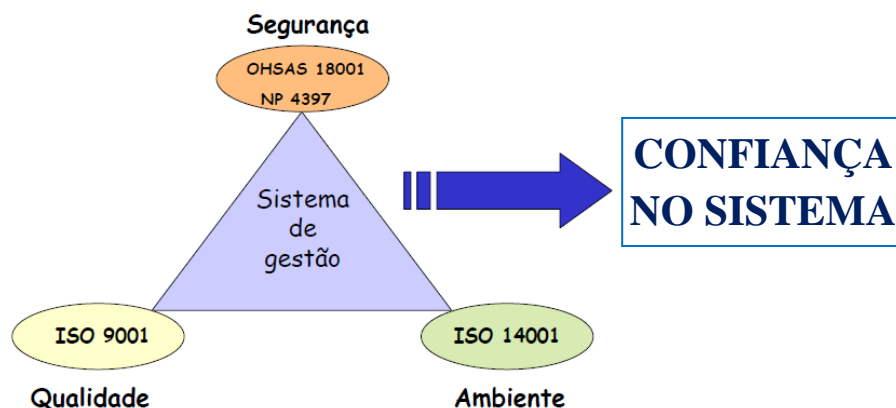 Segurança
OHSAS 18001
NP 4397
Sistema
de
gestão
CONFIANÇA
NO SISTEMA
ISO 9001
ISO 14001
Qualidade
Ambiente